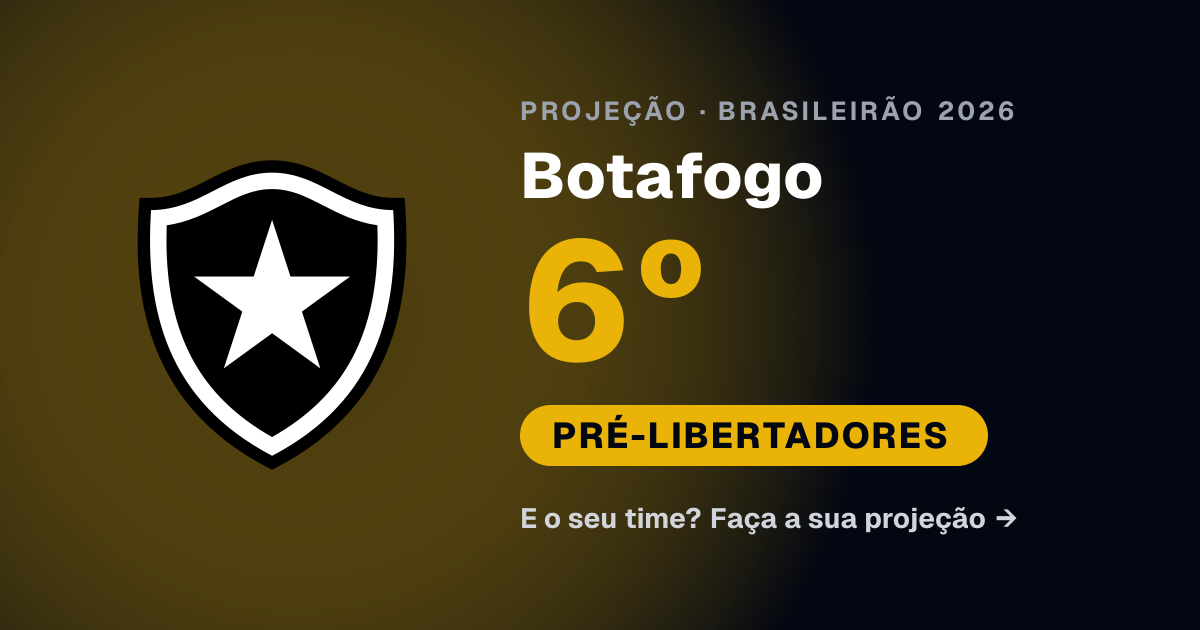 PROJEÇÃO · BRASILEIRÃO 2026
Botafogo
6º
PRÉ-LIBERTADORES
E o seu time? Faça a sua projeção →